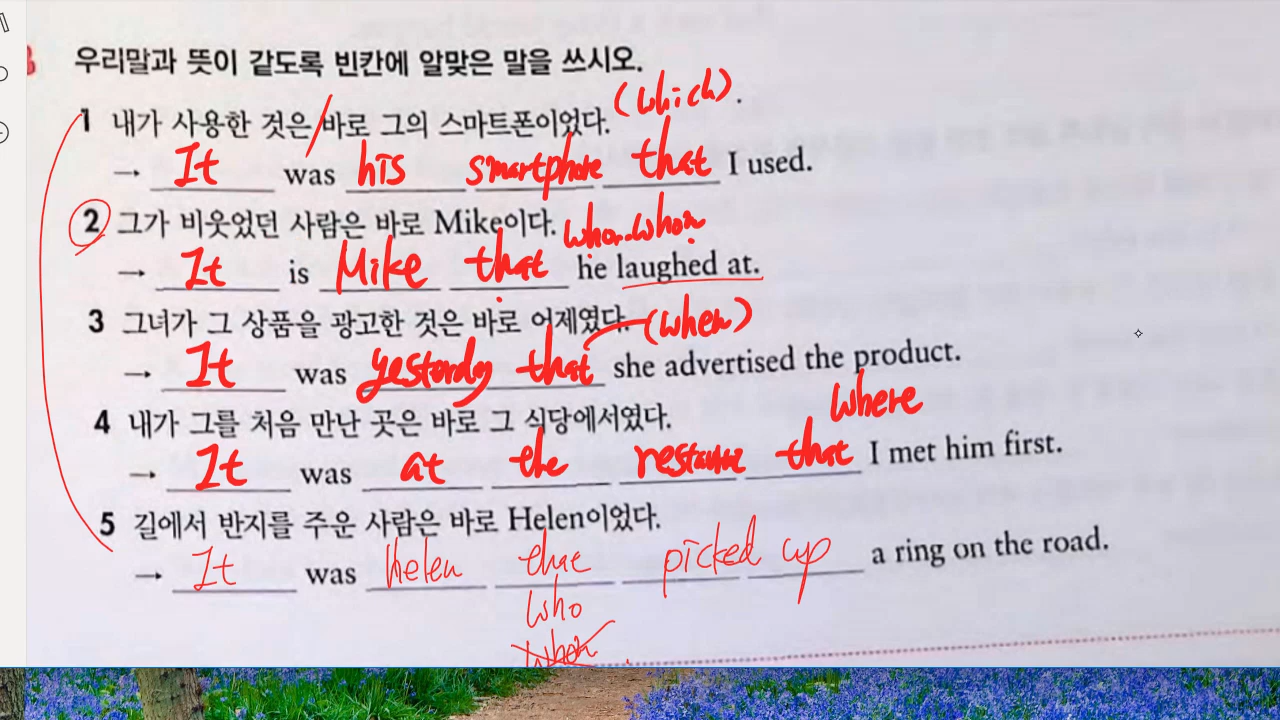 우리말과 뜻이 같도록 빈칸에 알맞은 말을 쓰시오.
(which).
1 내가 사용한 것은/바로 그의 스마트폰이었다.
→ It was his smartphone that I used.
2 그가 비웃었던 사람은 바로 Mike이다.
→ It is Mike that he laughed at.
3 그녀가 그 상품을 광고한 것은 바로 어제였다. (when)
→ It was yesterday that she advertised the product.
4 내가 그를 처음 만난 곳은 바로 그 식당에서였다. where
→ It was at the that I met him first.
5 길에서 반지를 주운 사람은 바로 Helen이었다.
→ It was helen that picked up a ring on the road.
who